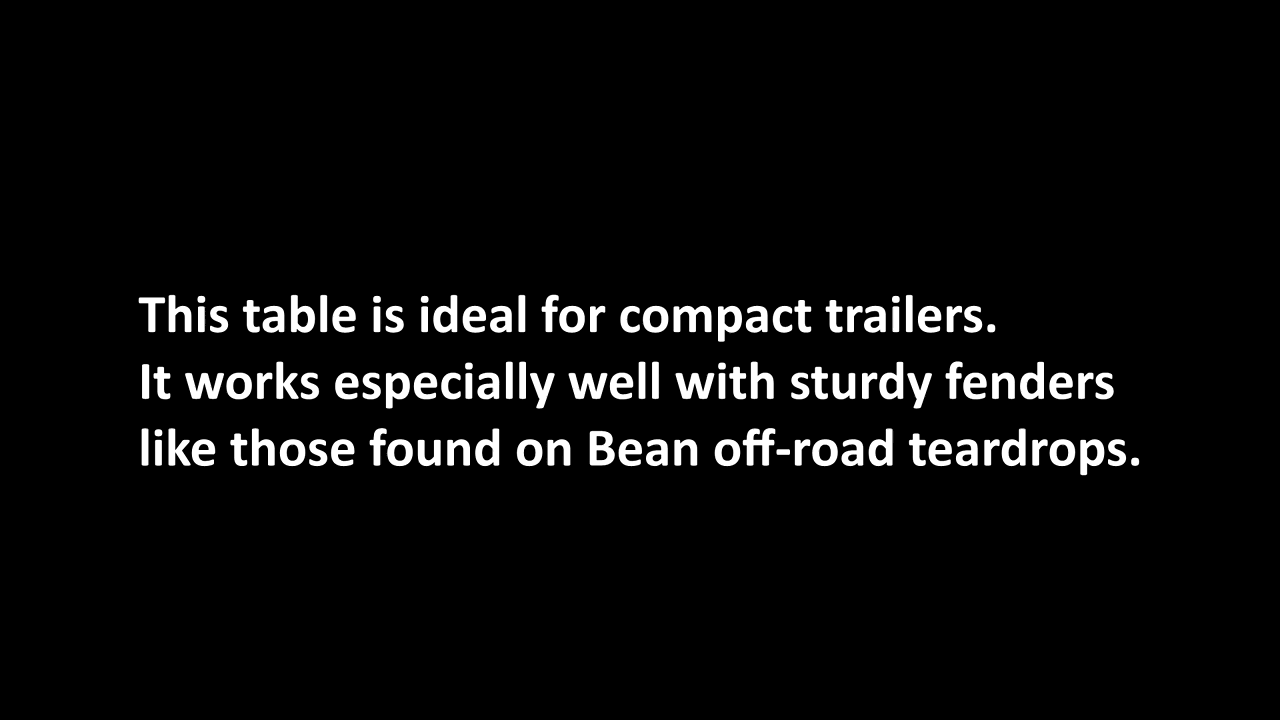 This table is ideal for compact trailers.
It works especially well with sturdy fenders
like those found on Bean off-road teardrops.